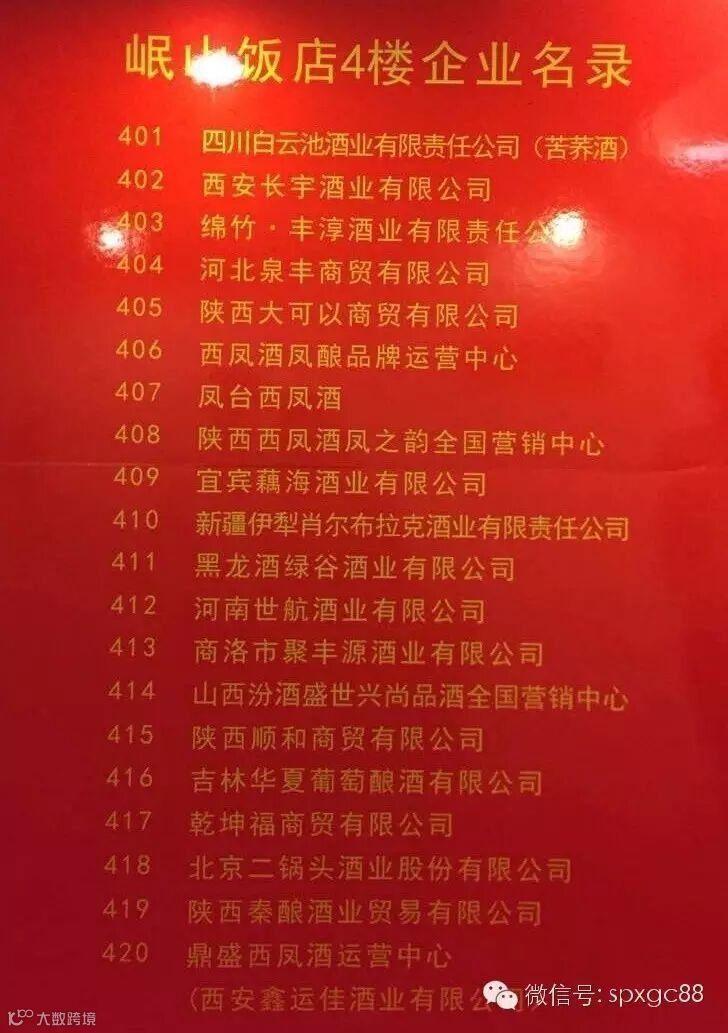 岷山饭店4楼企业名录
401 四川白云池酒业有限责任公司（苦荞酒）
402 西安长宇酒业有限公司
403 绵竹·丰淳酒业有限责任公司
404 河北泉丰商贸有限公司
405 陕西大可以商贸有限公司
406 西凤酒凤酿品牌运营中心
407 凤台西凤酒
408 陕西西凤酒凤之韵全国营销中心
409 宜宾藕海酒业有限公司
410 新疆伊犁肖尔布拉克酒业有限责任公司
411 黑龙酒绿谷酒业有限公司
412 河南世航酒业有限公司
413 商洛市聚丰源酒业有限公司
414 山西汾酒盛世兴尚品酒全国营销中心
415 陕西顺和商贸有限公司
416 吉林华夏葡萄酿酒有限公司
417 乾坤福商贸有限公司
418 北京二锅头酒业股份有限公司
419 陕西秦酿酒业贸易有限公司
420 鼎盛西凤酒运营中心
(西安鑫运佳酒业有限公司)
微信号: spxgc88
大数跨境